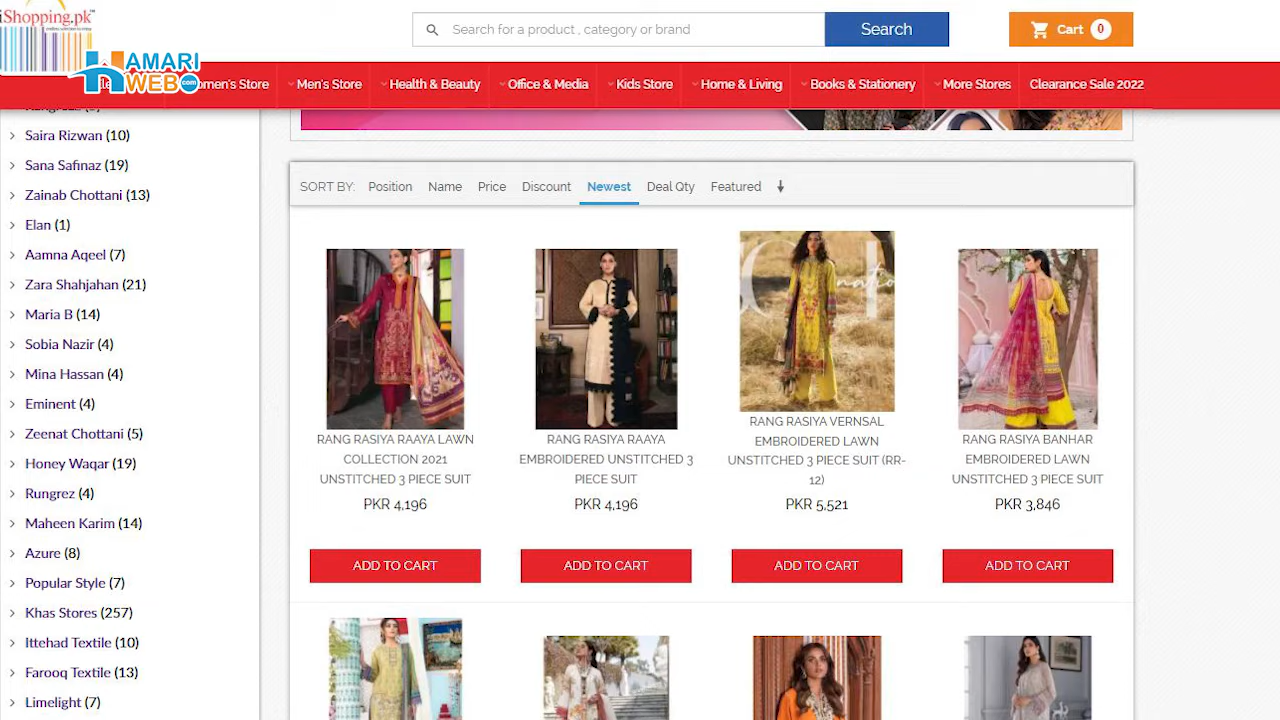 iShopping.pk
HAMARI
WEB.com
Search for a product , category or brand
Search
Cart 0
Women's Store
Men's Store
Health & Beauty
Office & Media
Kids Store
Home & Living
Books & Stationery
More Stores
Clearance Sale 2022
Saira Rizwan (10)
Sana Safinaz (19)
Zainab Chottani (13)
Elan (1)
Aamna Aqeel (7)
Zara Shahjahan (21)
Maria B (14)
Sobia Nazir (4)
Mina Hassan (4)
Eminent (4)
Zeenat Chottani (5)
Honey Waqar (19)
Rungrez (4)
Maheen Karim (14)
Azure (8)
Popular Style (7)
Khas Stores (257)
Ittehad Textile (10)
Farooq Textile (13)
Limelight (7)
SORT BY: Position Name Price Discount Newest Deal Qty Featured
RANG RASIYA RAAYA LAWN
COLLECTION 2021
UNSTITCHED 3 PIECE SUIT
PKR 4,196
ADD TO CART
RANG RASIYA RAAYA
EMBROIDERED UNSTITCHED 3
PIECE SUIT
PKR 4,196
ADD TO CART
RANG RASIYA VERNSAL
EMBROIDERED LAWN
UNSTITCHED 3 PIECE SUIT (RR-
12)
PKR 5,521
ADD TO CART
RANG RASIYA BANHAR
EMBROIDERED LAWN
UNSTITCHED 3 PIECE SUIT
PKR 3,846
ADD TO CART